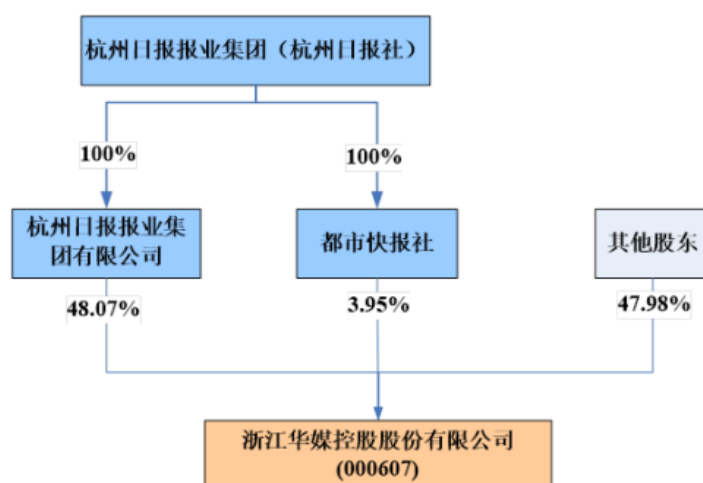 杭州日报报业集团（杭州日报社）
100%
100%
杭州日报报业集
团有限公司
都市快报社
其他股东
48.07%
3.95%
47.98%
浙江华媒控股股份有限公司
(000607)